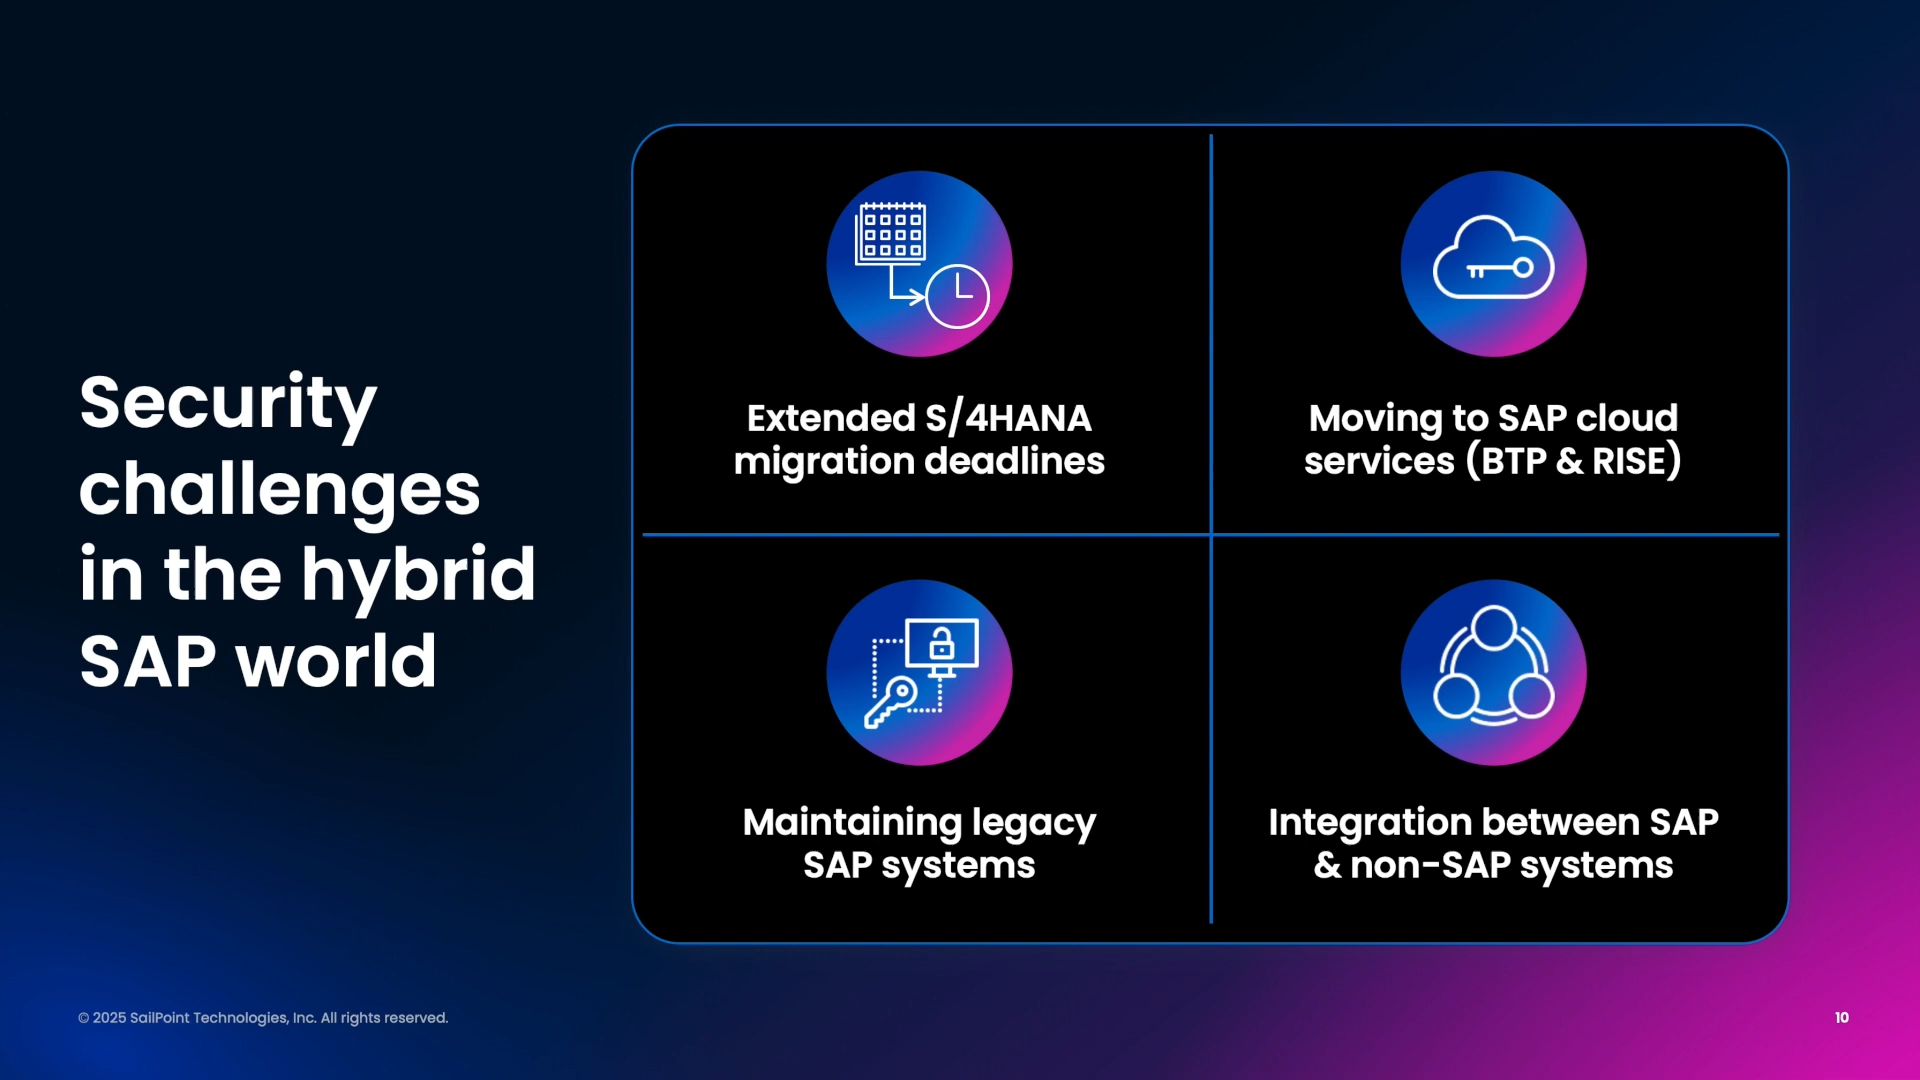 Security
challenges
in the hybrid
SAP world
Extended S/4HANA
migration deadlines
Moving to SAP cloud
services (BTP & RISE)
Maintaining legacy
SAP systems
Integration between SAP
& non-SAP systems
© 2025 SailPoint Technologies, Inc. All rights reserved.
10